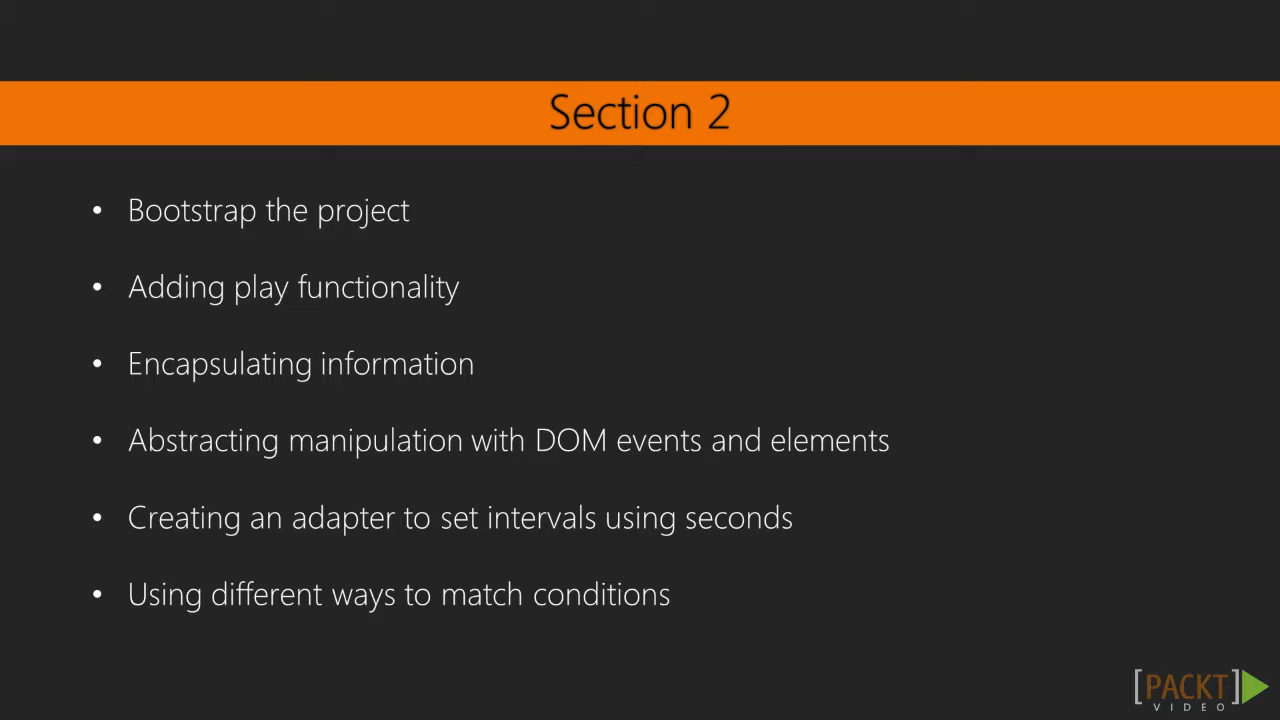 Section 2
• Bootstrap the project
• Adding play functionality
• Encapsulating information
• Abstracting manipulation with DOM events and elements
• Creating an adapter to set intervals using seconds
• Using different ways to match conditions
[PACKT]
VIDEO